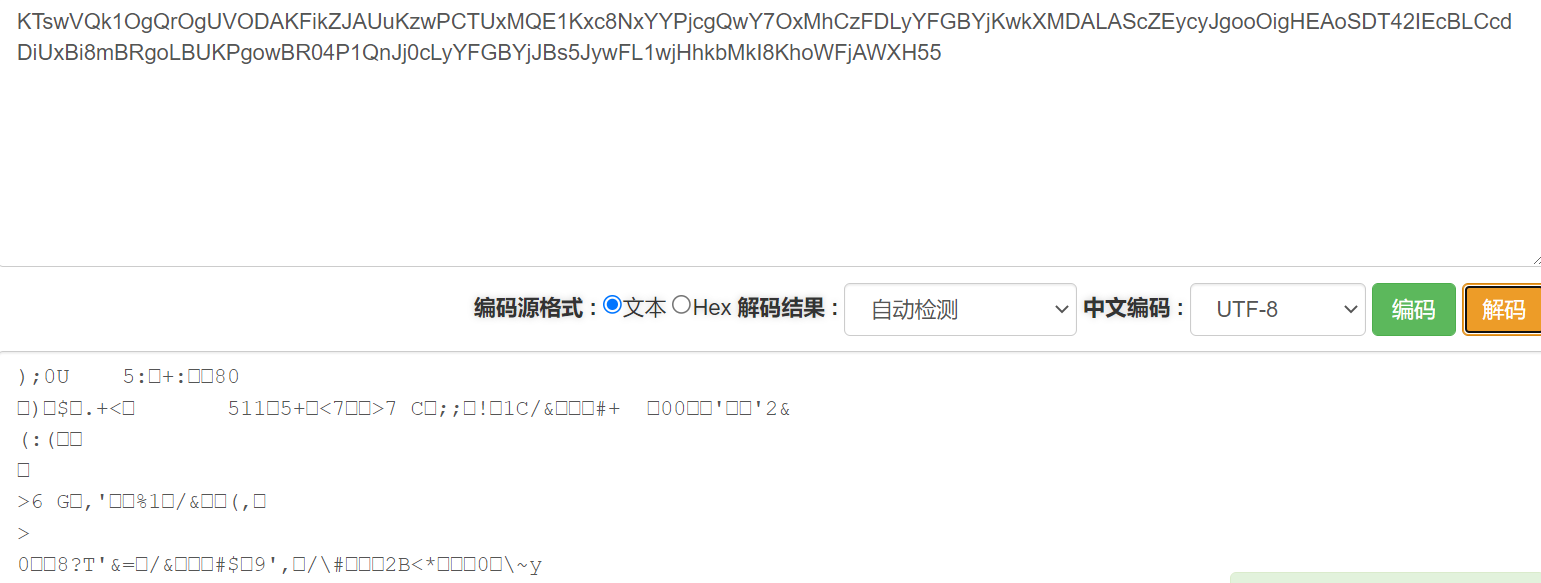 KTswVQk1OgQrOgUVODAKFikZJAUuKzwPCTUxMQE1Kxc8NxYYPjcgQwY7OxMhCzFDLyYFGBYjKwkXMDALAScZEycyJgooOigHEAoSDT42IEcBLCcd
DiUxBi8mBRgoLBUKPgowBR04P1QnJj0cLyYFGBYjJBs5JywFL1wjHhkbMkI8KhoWFjAWXH55
编码源格式：文本 Hex 解码结果： 自动检测 中文编码： UTF-8 编码 解码
);0U 5:□+:□□80
□)□$□.+<□ 511□5+□<7□□>7 C□;;□!□1C/&□□□#+ □00□□'□□'2&
(:(□□
□
>6 G□,'□□%1□/&□□(,□
>
0□□8?T'&=□/&□□□#$□9',□/\#□□□2B<*□□□0□\~y